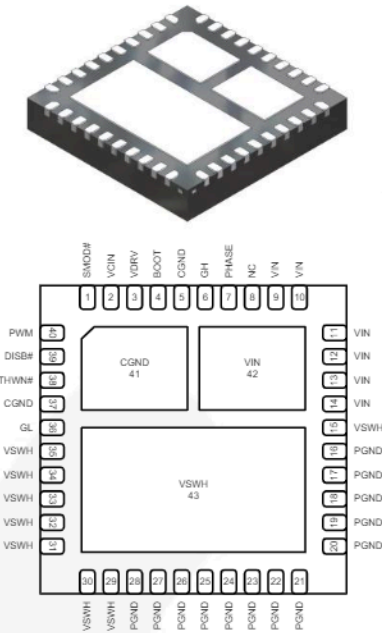 SMOD#
VCIN
VDRV
BOOT
CGND
GH
PHASE
NC
VIN
VIN
1 2 3 4 5 6 7 8 9 10
PWM 40
DISB# 39
THWN# 38
CGND 37
GL 36
VSWH 35
VSWH 34
VSWH 33
VSWH 32
VSWH 31
CGND
41
VIN
42
VSWH
43
11 VIN
12 VIN
13 VIN
14 VIN
15 VSWH
16 PGND
17 PGND
18 PGND
19 PGND
20 PGND
30 29 28 27 26 25 24 23 22 21
VSWH
VSWH
PGND
PGND
PGND
PGND
PGND
PGND
PGND
PGND